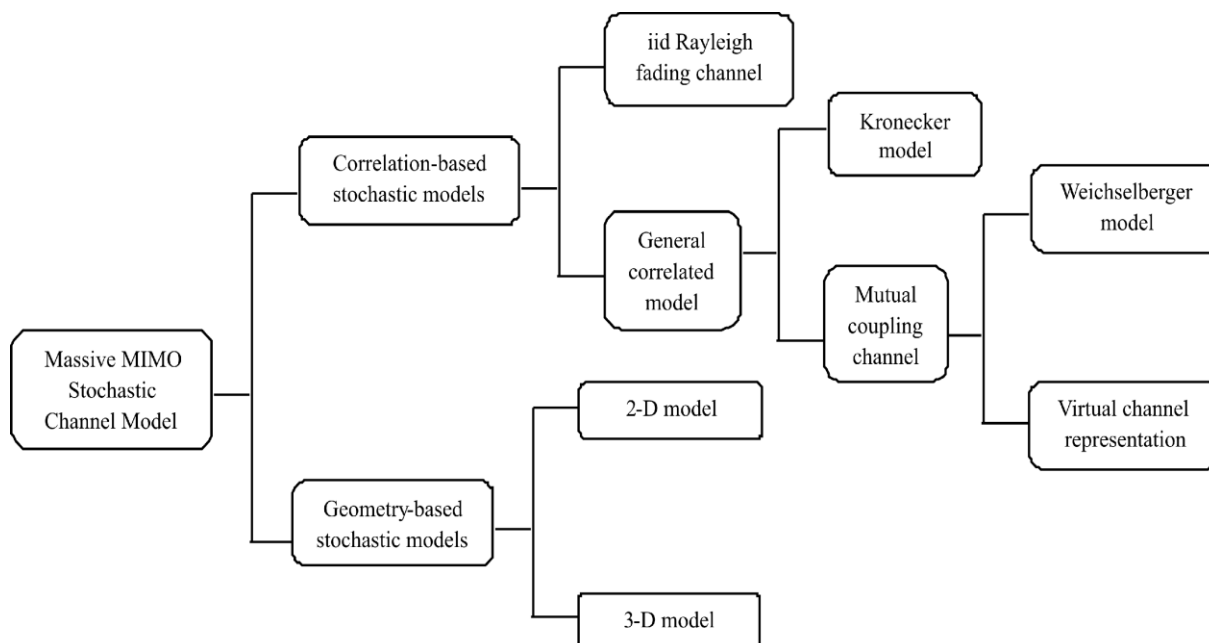 Massive MIMO
Stochastic
Channel Model
Correlation-based
stochastic models
Geometry-based
stochastic models
iid Rayleigh
fading channel
General
correlated
model
2-D model
3-D model
Kronecker
model
Mutual
coupling
channel
Weichselberger
model
Virtual channel
representation